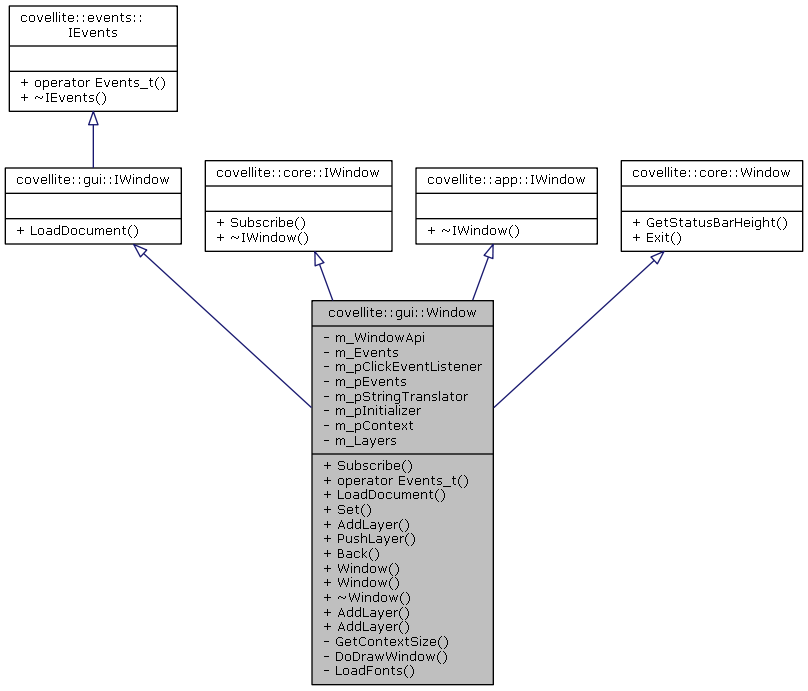 covellite::events::
IEvents
+ operator Events_t()
+ ~IEvents()
covellite::gui::IWindow
+ LoadDocument()
covellite::core::IWindow
+ Subscribe()
+ ~IWindow()
covellite::app::IWindow
+ ~IWindow()
covellite::core::Window
+ GetStatusBarHeight()
+ Exit()
covellite::gui::Window
- m_WindowApi
- m_Events
- m_pClickEventListener
- m_pEvents
- m_pStringTranslator
- m_pInitializer
- m_pContext
- m_Layers
+ Subscribe()
+ operator Events_t()
+ LoadDocument()
+ Set()
+ AddLayer()
+ PushLayer()
+ Back()
+ Window()
+ Window()
+ ~Window()
+ AddLayer()
+ AddLayer()
- GetContextSize()
- DoDrawWindow()
- LoadFonts()